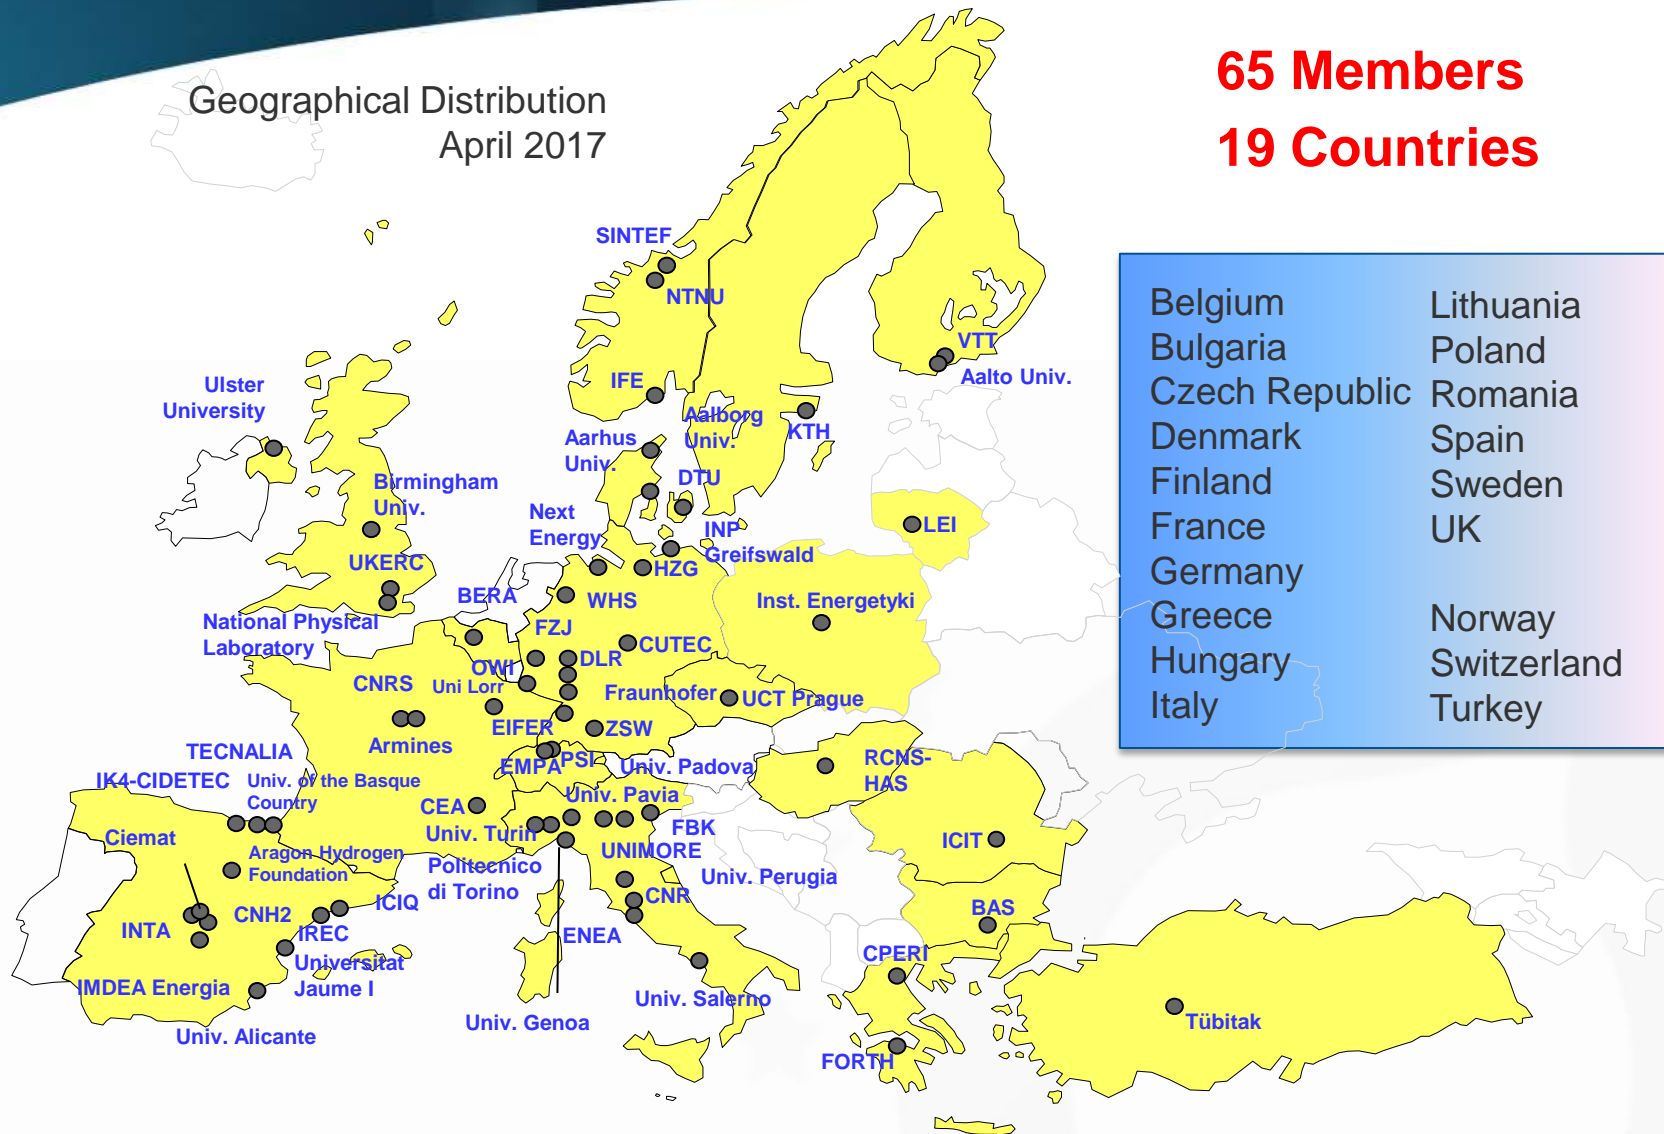 Geographical Distribution
April 2017
65 Members
19 Countries
Belgium
Bulgaria
Czech Republic
Denmark
Finland
France
Germany
Greece
Hungary
Italy
Lithuania
Poland
Romania
Spain
Sweden
UK
Norway
Switzerland
Turkey
SINTEF
NTNU
VTT
Aalto Univ.
IFE
Ulster
University
Aalborg
Univ.
KTH
Aarhus
Univ.
DTU
Birmingham
Univ.
Next
Energy
INP
Greifswald
LEI
UKERC
HZG
BERA
WHS
Inst. Energetyki
National Physical
Laboratory
FZJ
CUTEC
DLR
OWI
CNRS
Uni Lorr
Fraunhofer
UCT Prague
EIFER
ZSW
Armines
TECNALIA
EMPA
PSI
Univ. Padova
RCNS-
HAS
IK4-CIDETEC
Univ. of the Basque
Country
Univ. Pavia
CEA
Univ. Turin
FBK
Ciemat
ICIT
Aragon Hydrogen
Foundation
UNIMORE
Politecnico
di Torino
Univ. Perugia
CNR
ICIQ
CNH2
BAS
INTA
IREC
ENEA
CPERI
Universitat
Jaume I
IMDEA Energia
Univ. Salerno
Univ. Genoa
Tübitak
Univ. Alicante
FORTH